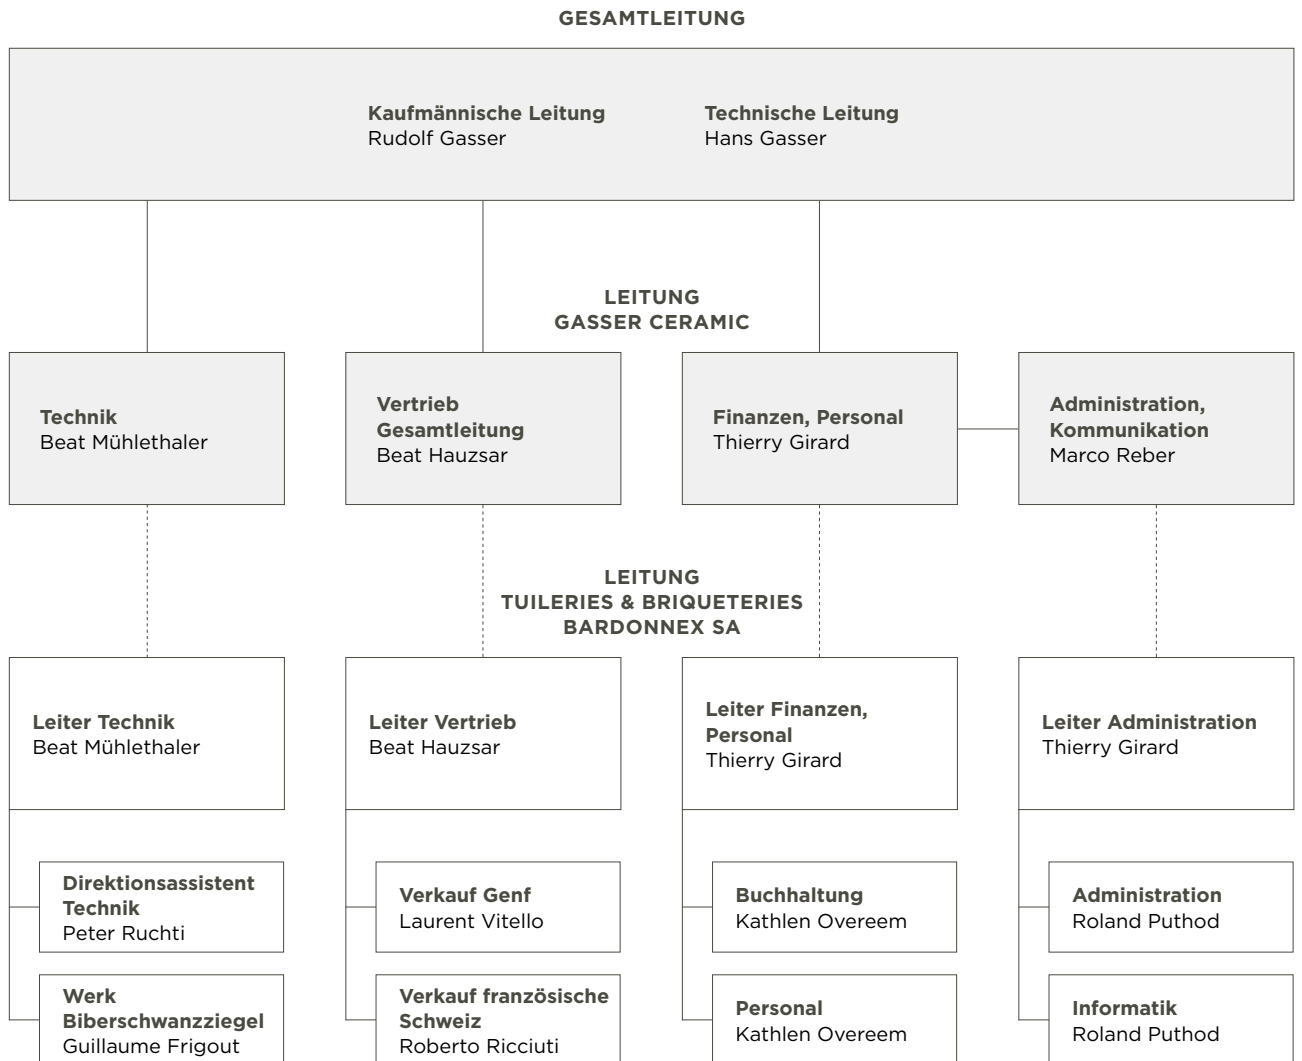 GESAMTLEITUNG
Kaufmännische Leitung
Rudolf Gasser
Technische Leitung
Hans Gasser
LEITUNG
GASSER CERAMIC
Technik
Beat Mühlethaler
Vertrieb
Gesamtleitung
Beat Hauzsar
Finanzen, Personal
Thierry Girard
Administration,
Kommunikation
Marco Reber
LEITUNG
TUILERIES & BRIQUETERIES
BARDONNEX SA
Leiter Technik
Beat Mühlethaler
Leiter Vertrieb
Beat Hauzsar
Leiter Finanzen,
Personal
Thierry Girard
Leiter Administration
Thierry Girard
Direktionsassistent
Technik
Peter Ruchti
Verkauf Genf
Laurent Vitello
Buchhaltung
Kathlen Overeem
Administration
Roland Puthod
Werk
Biberschwanzziegel
Guillaume Frigout
Verkauf französische
Schweiz
Roberto Ricciuti
Personal
Kathlen Overeem
Informatik
Roland Puthod